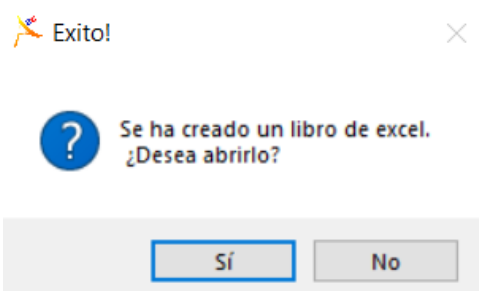 Exito!
Se ha creado un libro de excel.
¿Desea abrirlo?
Sí
No